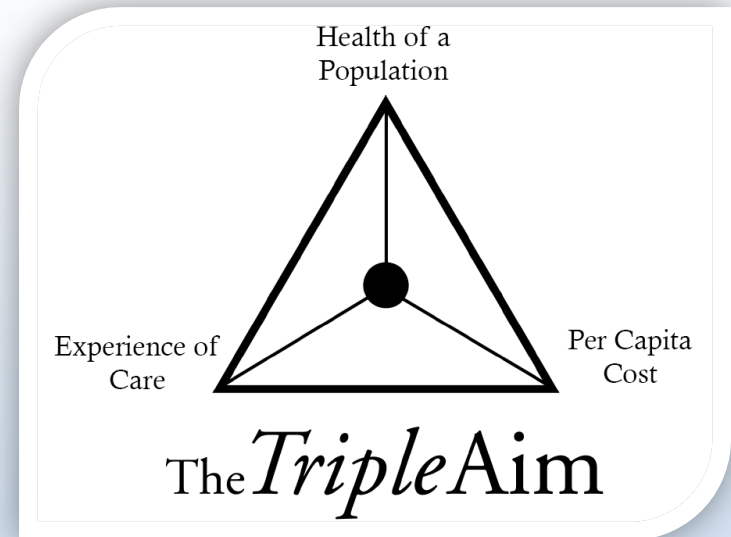 Health of a
Population
Experience of
Care
Per Capita
Cost
The Triple Aim